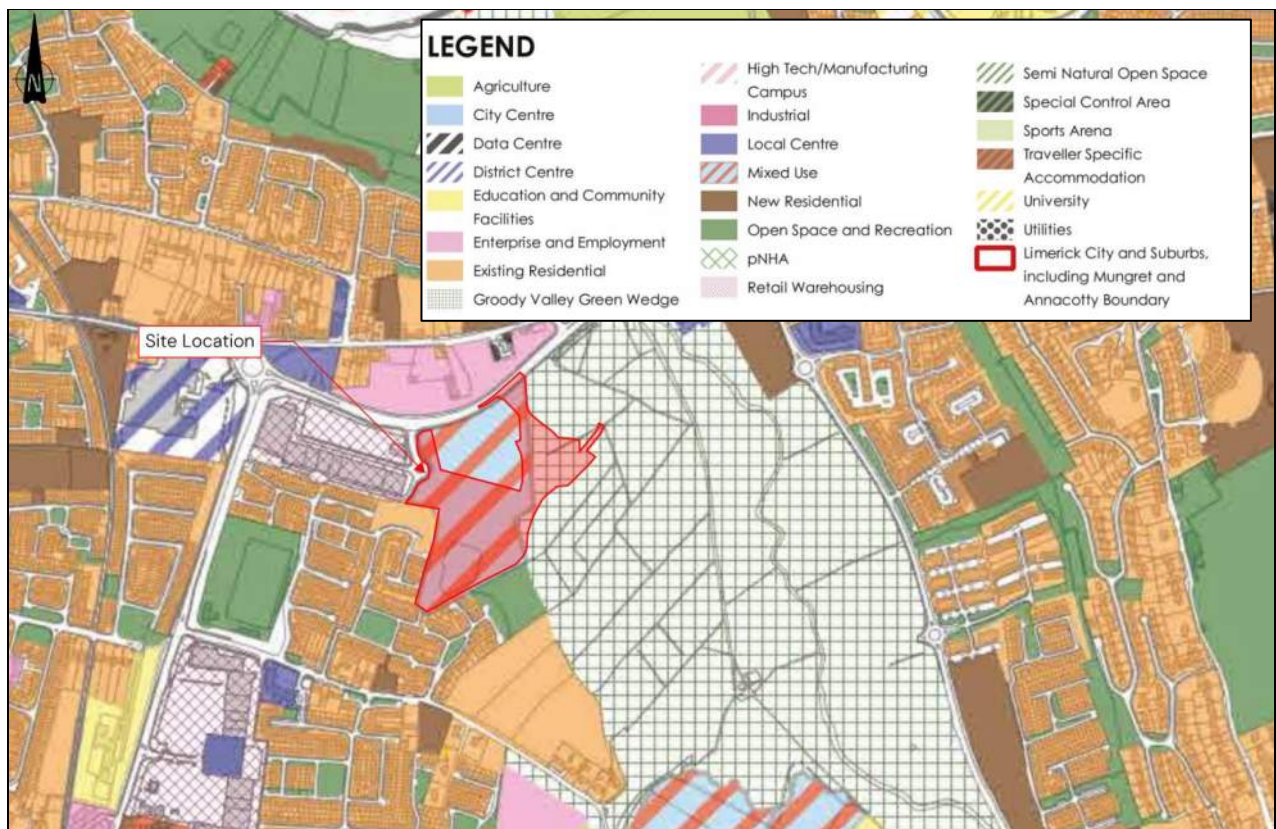 N
LEGEND
Agriculture
City Centre
Data Centre
District Centre
Education and Community
Facilities
Enterprise and Employment
Existing Residential
Groody Valley Green Wedge
High Tech/Manufacturing
Campus
Industrial
Local Centre
Mixed Use
New Residential
Open Space and Recreation
pNHA
Retail Warehousing
Semi Natural Open Space
Special Control Area
Sports Arena
Traveller Specific
Accommodation
University
Utilities
Limerick City and Suburbs,
including Mungret and
Annacotty Boundary
Site Location